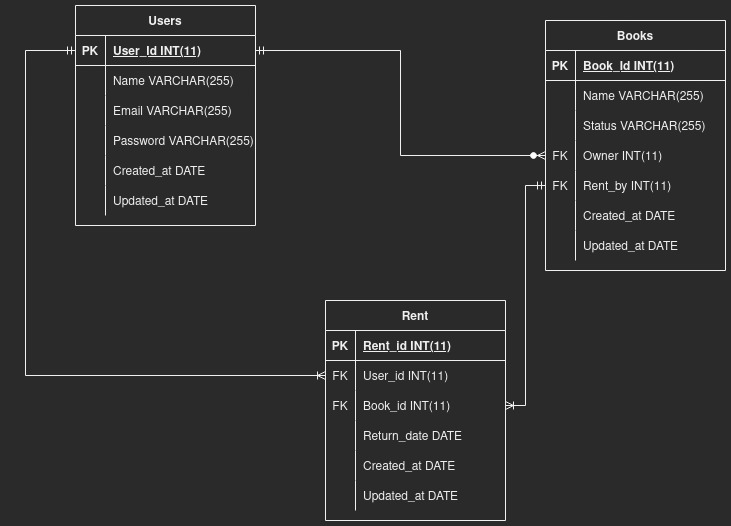 Users
PK User_Id INT(11)
Name VARCHAR(255)
Email VARCHAR(255)
Password VARCHAR(255)
Created_at DATE
Updated_at DATE
Books
PK Book_Id INT(11)
Name VARCHAR(255)
Status VARCHAR(255)
FK Owner INT(11)
FK Rent_by INT(11)
Created_at DATE
Updated_at DATE
Rent
PK Rent_id INT(11)
FK User_id INT(11)
FK Book_id INT(11)
Return_date DATE
Created_at DATE
Updated_at DATE